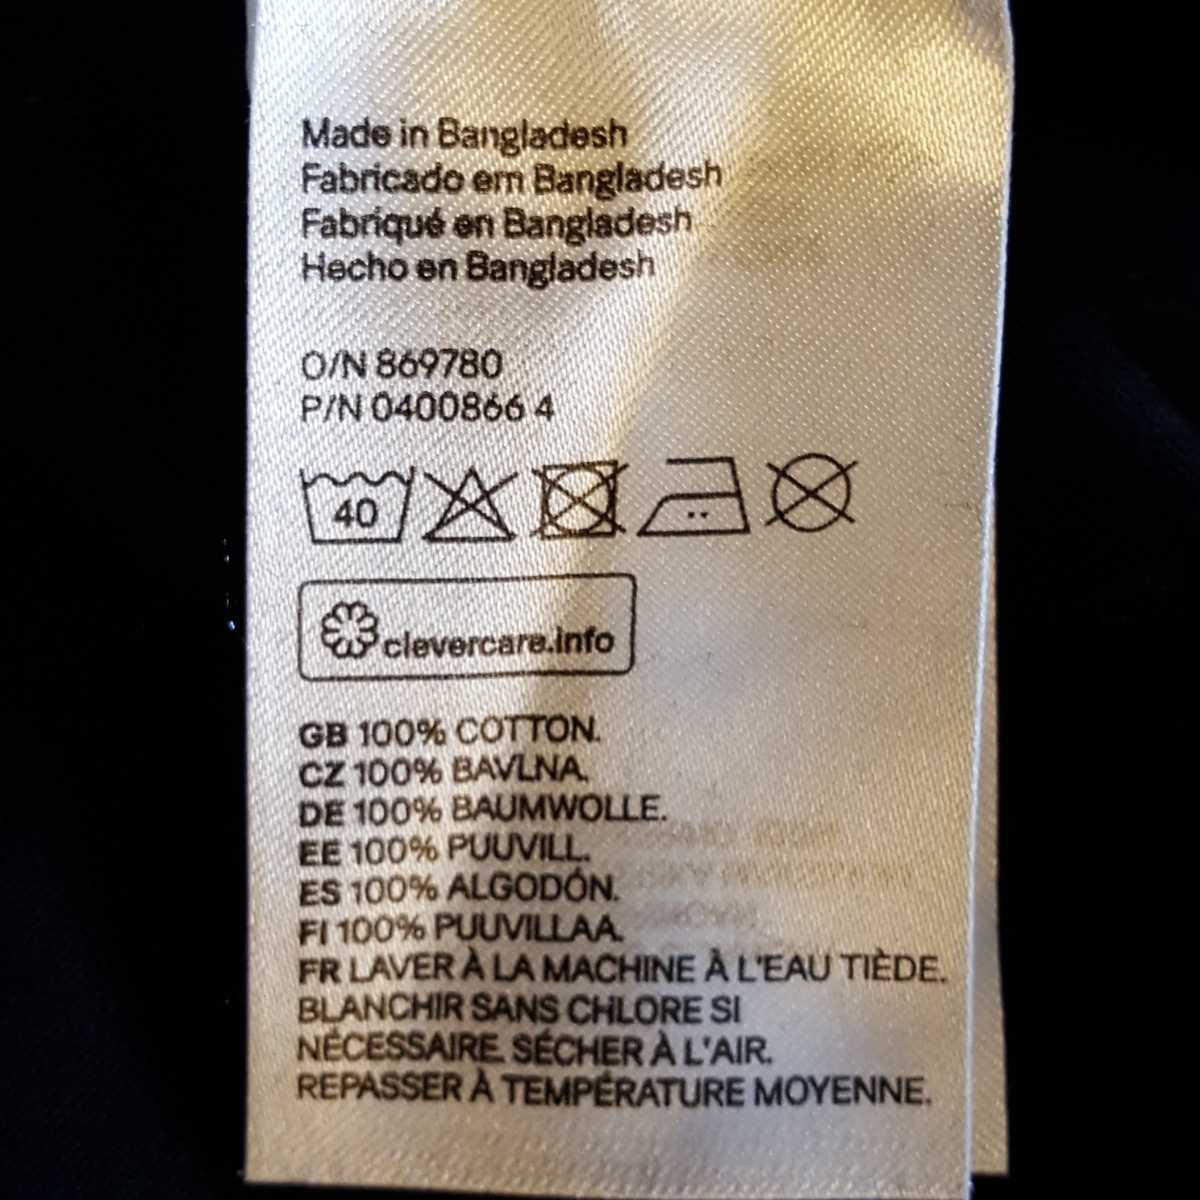 Made in Bangladesh
Fabricado em Bangladesh
Fabriqué en Bangladesh
Hecho en Bangladesh
O/N 869780
P/N 0400866 4
40
clevercare.info
GB 100% COTTON.
CZ 100% BAVLNA.
DE 100% BAUMWOLLE.
EE 100% PUUVILL.
ES 100% ALGODÓN.
FI 100% PUUVILLAA.
FR LAVER À LA MACHINE À L'EAU TIÈDE.
BLANCHIR SANS CHLORE SI
NÉCESSAIRE. SÉCHER À L'AIR.
REPASSER À TEMPÉRATURE MOYENNE.